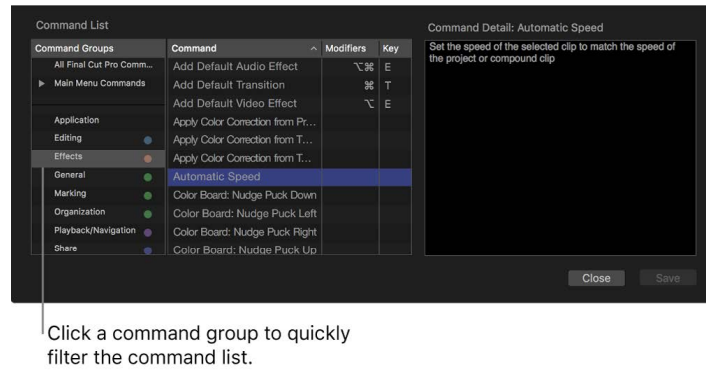 Command List
Command Detail: Automatic Speed
Command Groups
Command Modifiers Key
All Final Cut Pro Comm...
Main Menu Commands
Application
Editing
Effects
General
Marking
Organization
Playback/Navigation
Share
Add Default Audio Effect ⌥⌘ E
Add Default Transition ⌘ T
Add Default Video Effect ⌥ E
Apply Color Correction from Pr...
Apply Color Correction from T...
Apply Color Correction from T...
Automatic Speed
Color Board: Nudge Puck Down
Color Board: Nudge Puck Left
Color Board: Nudge Puck Right
Color Board: Nudge Puck Up
Set the speed of the selected clip to match the speed of
the project or compound clip
Close Save
Click a command group to quickly
filter the command list.